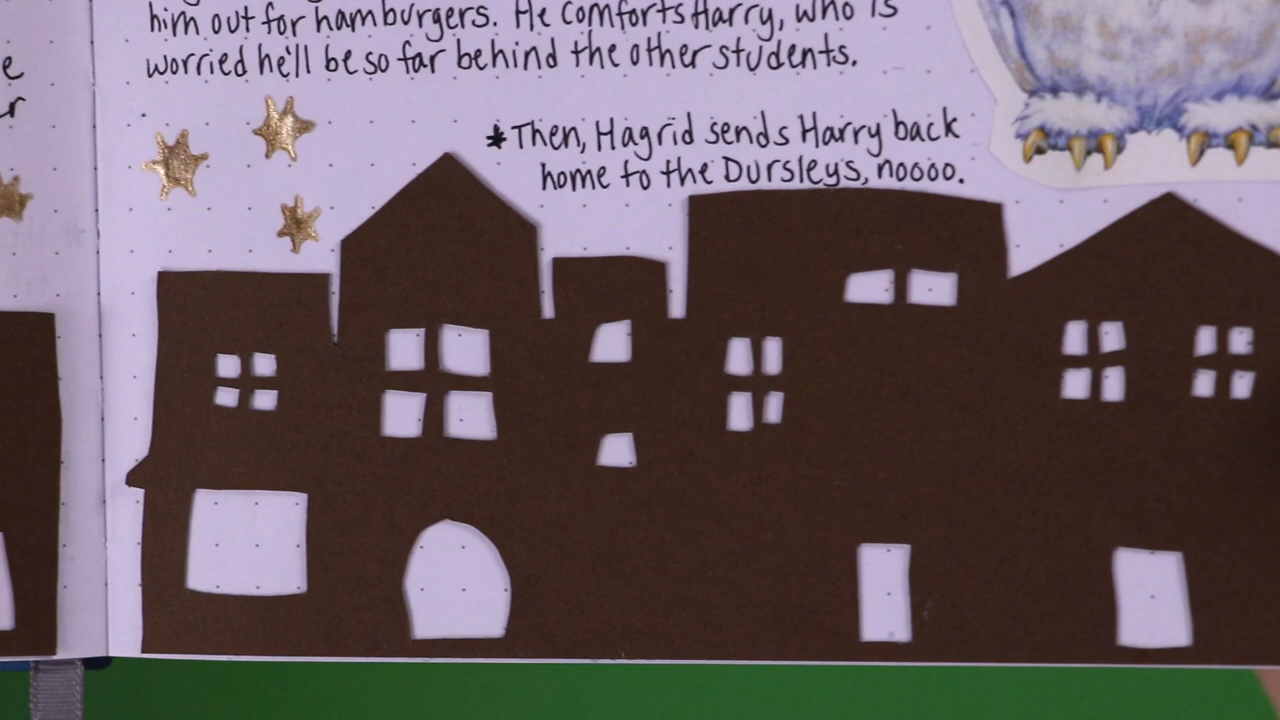 him out for hamburgers. He comforts Harry, who is
worried he'll be so far behind the other students.
e
r
*Then, Hagrid sends Harry back
home to the Dursleys, noooo.